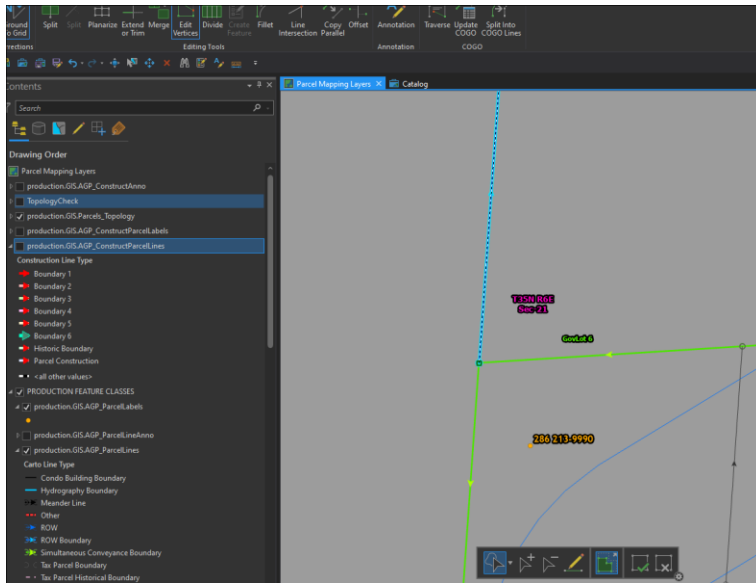 Ground
To Grid
Split
Split
Planarize
Extend
or Trim
Merge
Edit
Vertices
Divide
Create
Feature
Fillet
Line
Intersection
Copy
Parallel
Offset
Annotation
Traverse
Update
COGO
Split Into
COGO Lines
Corrections
Editing Tools
Annotation
COGO
Contents
Parcel Mapping Layers
Catalog
Search
Drawing Order
Parcel Mapping Layers
production.GIS.AGP_ConstructAnno
TopologyCheck
production.GIS.Parcels_Topology
production.GIS.AGP_ConstructParcelLabels
production.GIS.AGP_ConstructParcelLines
Construction Line Type
Boundary 1
Boundary 2
Boundary 3
Boundary 4
Boundary 5
Boundary 6
Historic Boundary
Parcel Construction
<all other values>
PRODUCTION FEATURE CLASSES
production.GIS.AGP_ParcelLabels
production.GIS.AGP_ParcelLineAnno
production.GIS.AGP_ParcelLines
Carto Line Type
Condo Building Boundary
Hydrography Boundary
Meander Line
Other
ROW
ROW Boundary
Simultaneous Conveyance Boundary
Tax Parcel Boundary
Tax Parcel Historical Boundary
T35N R6E
Sec-21
GovLot 6
286 213-9990